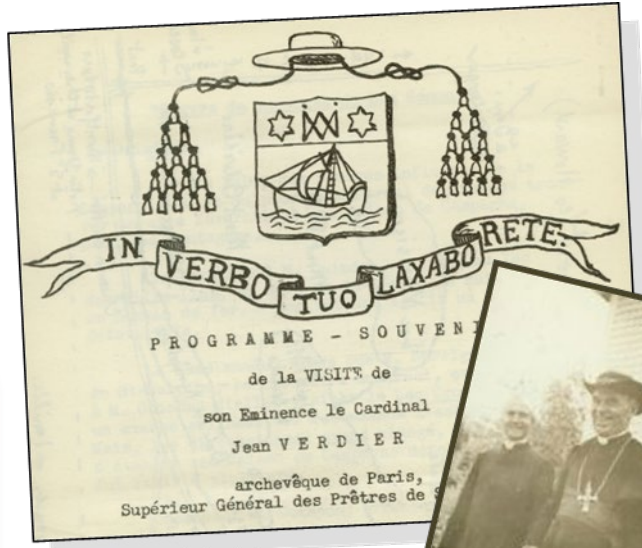 IN VERBO TUO LAXABO RETE.
PROGRAMME - SOUVENI
de la VISITE de
son Eminence le Cardinal
Jean VERDIER
archevêque de Paris,
Supérieur Général des Prêtres de S